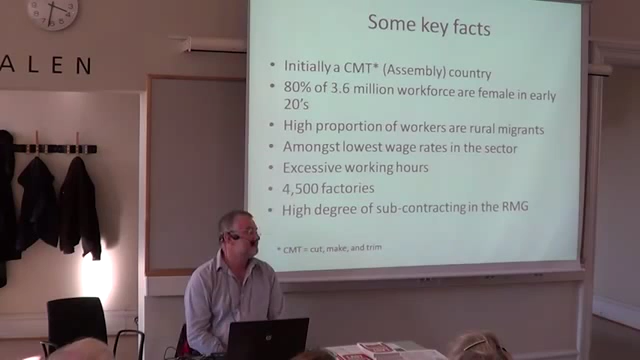 ALEN
Some key facts
• Initially a CMT* (Assembly) country
• 80% of 3.6 million workforce are female in early
20's
• High proportion of workers are rural migrants
• Amongst lowest wage rates in the sector
• Excessive working hours
• 4,500 factories
• High degree of sub-contracting in the RMG
* CMT = cut, make, and trim